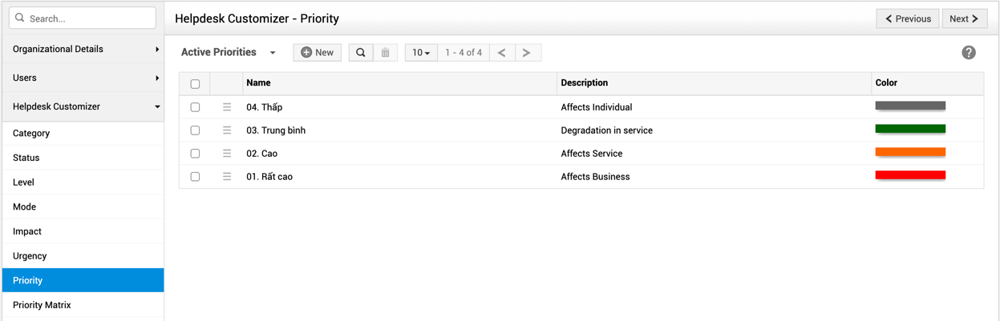 Search...
Organizational Details
Users
Helpdesk Customizer
Category
Status
Level
Mode
Impact
Urgency
Priority
Priority Matrix
Helpdesk Customizer - Priority
Previous
Next
Active Priorities
New
10
1 - 4 of 4
Name Description Color
04. Thấp Affects Individual
03. Trung bình Degradation in service
02. Cao Affects Service
01. Rất cao Affects Business